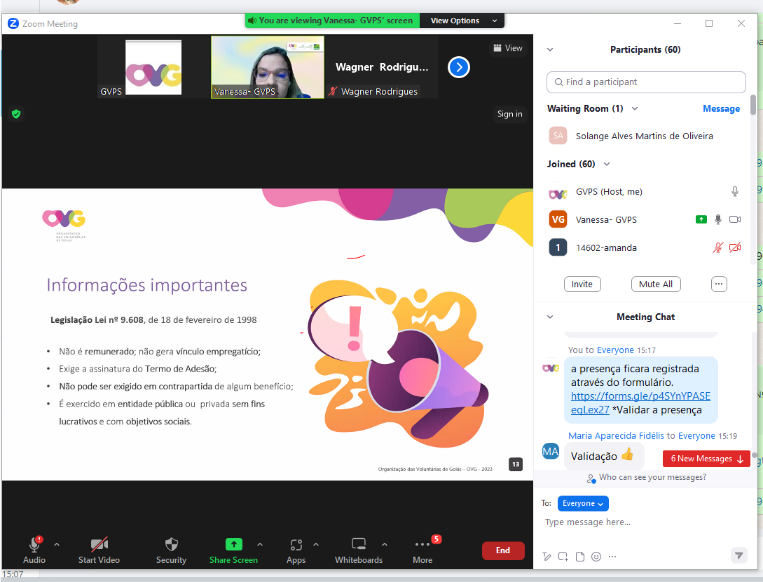 Zoom Meeting
You are viewing Vanessa- GVPS' screen
View Options
OVG
GVPS
Vanessa- GVPS
Wagner Rodrigu...
Wagner Rodrigues
View
Sign in
OVG
ORGANIZAÇÃO
DAS VOLUNTÁRIAS
DE GOIÁS
Informações importantes
Legislação Lei nº 9.608, de 18 de fevereiro de 1998
• Não é remunerado; não gera vínculo empregatício;
• Exige a assinatura do Termo de Adesão;
• Não pode ser exigido em contrapartida de algum benefício;
• É exercido em entidade pública ou privada sem fins
lucrativos e com objetivos sociais.
!
Organização das Voluntárias de Goiás – OVG - 2023
13
Audio
Start Video
Security
Share Screen
Apps
Whiteboards
More
5
End
15:07
Participants (60)
Find a participant
Waiting Room (1)
Message
SA
Solange Alves Martins de Oliveira
Joined (60)
GVPS (Host, me)
VG
Vanessa- GVPS
1
14602-amanda
Invite
Mute All
Meeting Chat
You to Everyone 15:17
a presença ficara registrada
através do formulário.
https://forms.gle/p4SYnYPASE
eqLex27 *Validar a presença
Maria Aparecida Fidélis to Everyone 15:19
MA
Validação 👍
6 New Messages
Who can see your messages?
To: Everyone
Type message here...